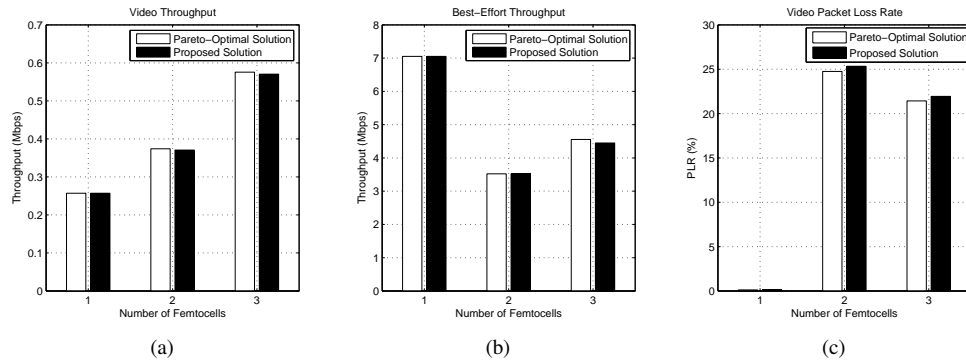 Video Throughput
0.7
0.6
0.5
0.4
0.3
0.2
0.1
0
Throughput (Mbps)
Pareto−Optimal Solution
Proposed Solution
1 2 3
Number of Femtocells
(a)
Best−Effort Throughput
8
7
6
5
4
3
2
1
0
Throughput (Mbps)
Pareto−Optimal Solution
Proposed Solution
1 2 3
Number of Femtocells
(b)
Video Packet Loss Rate
30
25
20
15
10
5
0
PLR (%)
Pareto−Optimal Solution
Proposed Solution
1 2 3
Number of Femtocells
(c)